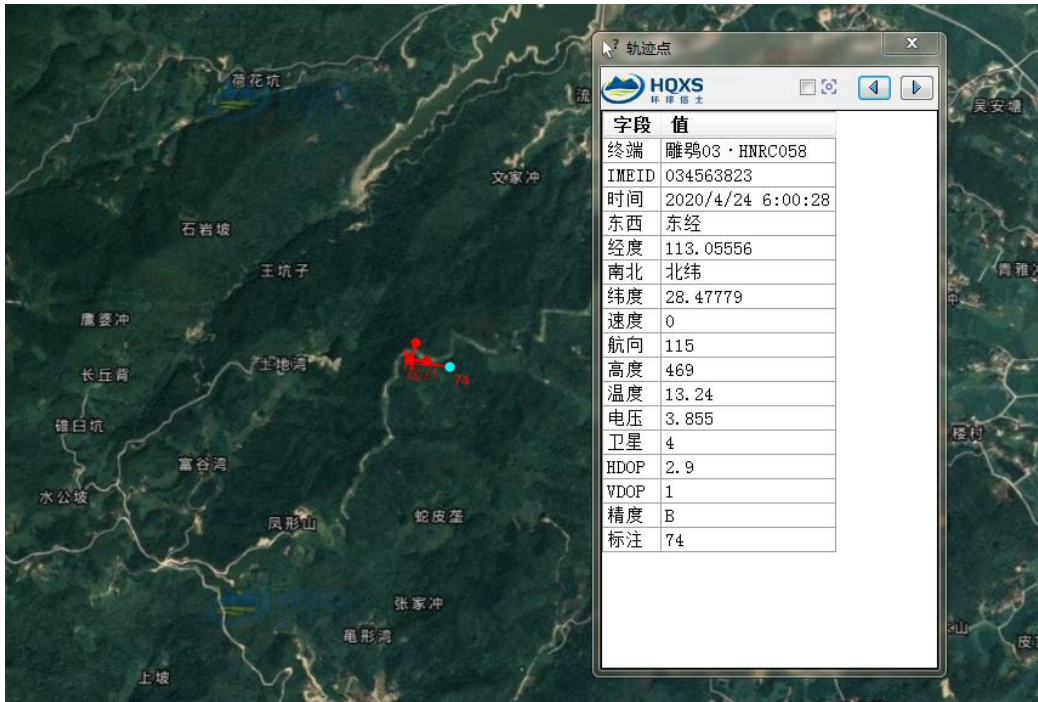 荷花坑
流
吴安塘
文家冲
石岩坡
王坑子
青雅
鹰婆冲
冲
土地湾
长丘背
起点
74
碓臼坑
楼村
富谷湾
水公坡
凤形山
蛇皮垄
张家冲
黾形湾
山
皮
上坡
轨迹点
HQXS
环球信士
字段 值
终端 雕鸮03·HNRC058
IMEID 034563823
时间 2020/4/24 6:00:28
东西 东经
经度 113.05556
南北 北纬
纬度 28.47779
速度 0
航向 115
高度 469
温度 13.24
电压 3.855
卫星 4
HDOP 2.9
VDOP 1
精度 B
标注 74